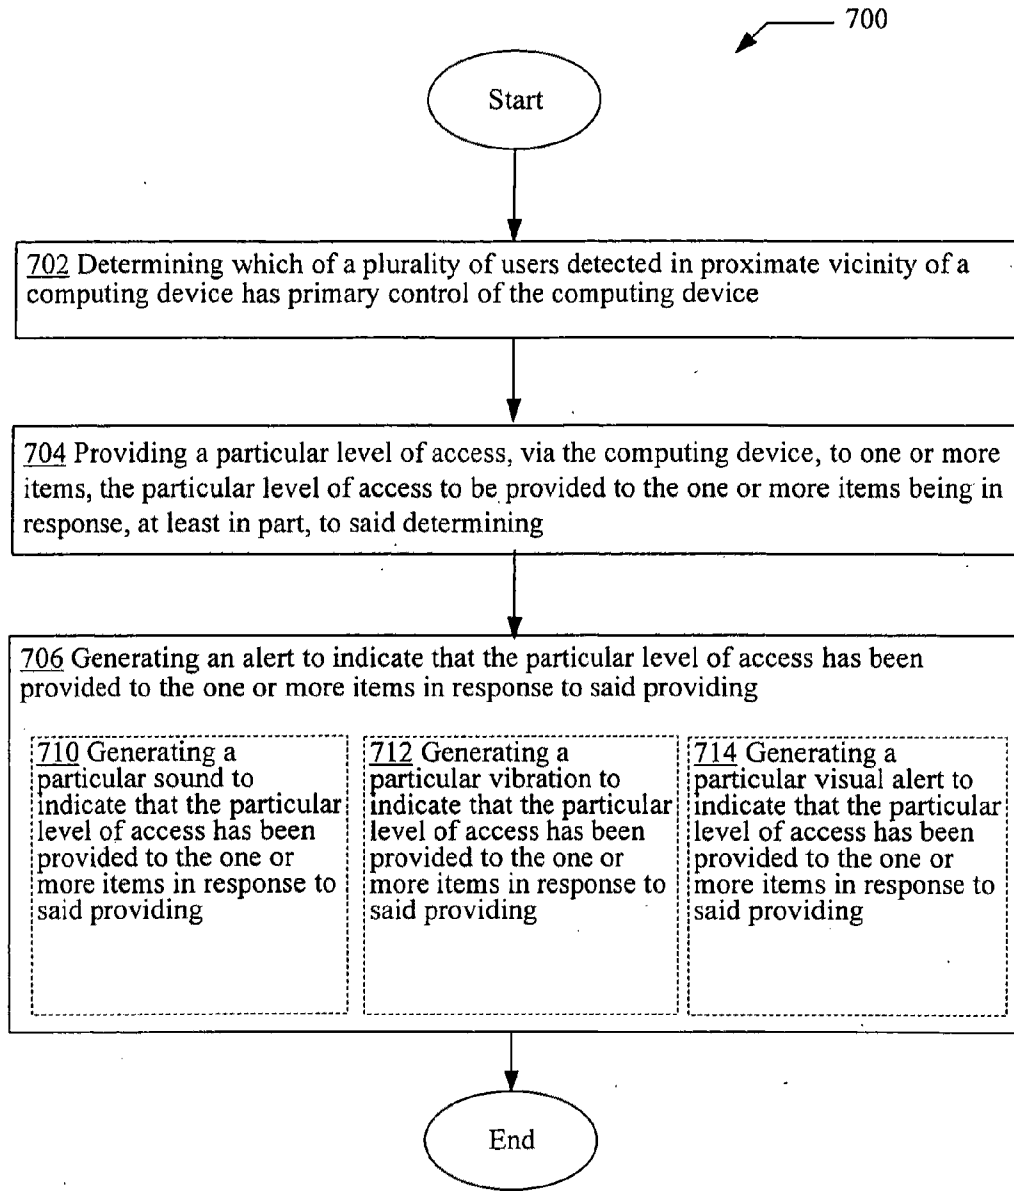 700
Start
702 Determining which of a plurality of users detected in proximate vicinity of a
computing device has primary control of the computing device
704 Providing a particular level of access, via the computing device, to one or more
items, the particular level of access to be provided to the one or more items being in
response, at least in part, to said determining
706 Generating an alert to indicate that the particular level of access has been
provided to the one or more items in response to said providing
710 Generating a
particular sound to
indicate that the particular
level of access has been
provided to the one or
more items in response to
said providing
712 Generating a
particular vibration to
indicate that the particular
level of access has been
provided to the one or
more items in response to
said providing
714 Generating a
particular visual alert to
indicate that the particular
level of access has been
provided to the one or
more items in response to
said providing
End